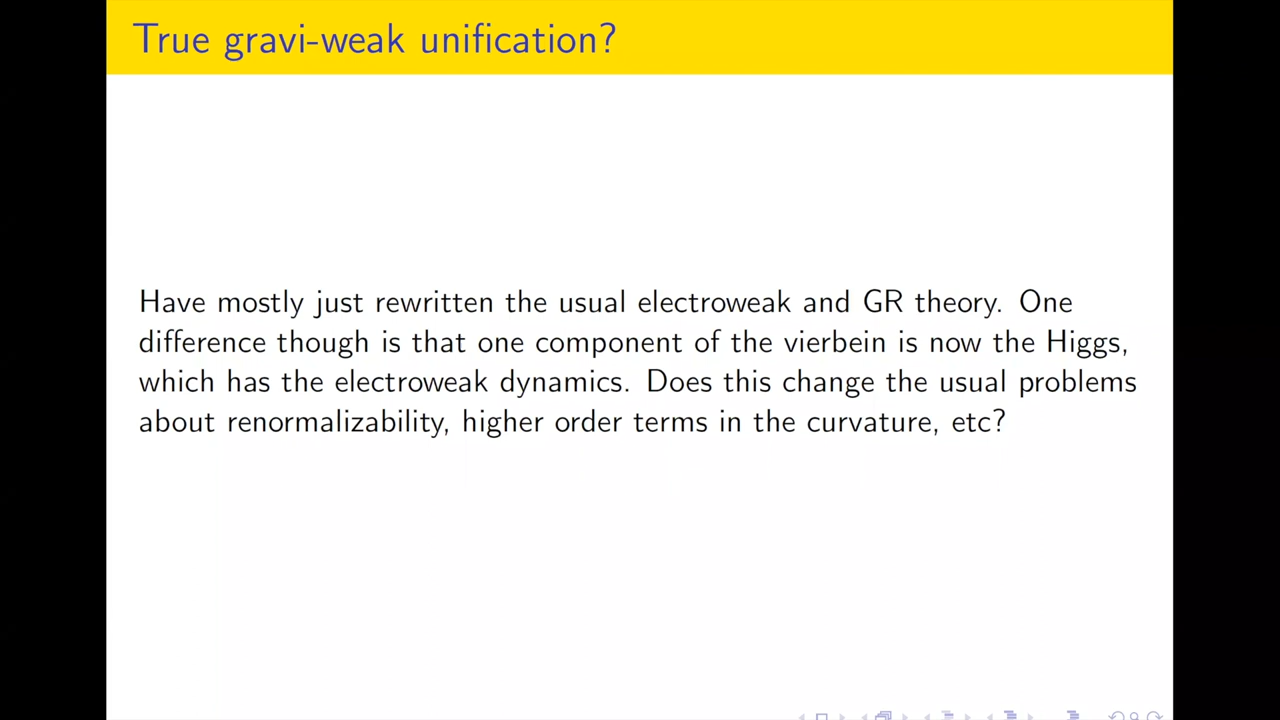 True gravi-weak unification?
Have mostly just rewritten the usual electroweak and GR theory. One
difference though is that one component of the vierbein is now the Higgs,
which has the electroweak dynamics. Does this change the usual problems
about renormalizability, higher order terms in the curvature, etc?